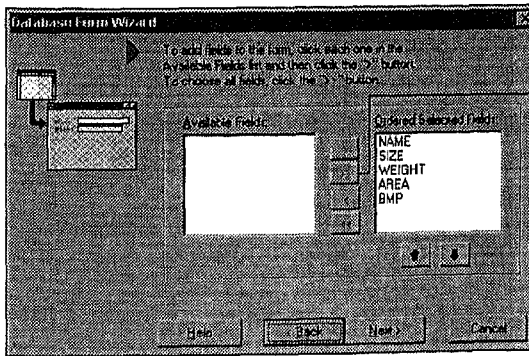 Database Form Wizard
To add fields to the form, click each one in the
Available Fields list and then click the ">" button.
To choose all fields, click the ">>" button.
Available Fields:
Ordered Selected Fields:
NAME
SIZE
WEIGHT
AREA
BMP
Help
< Back
Next >
Cancel